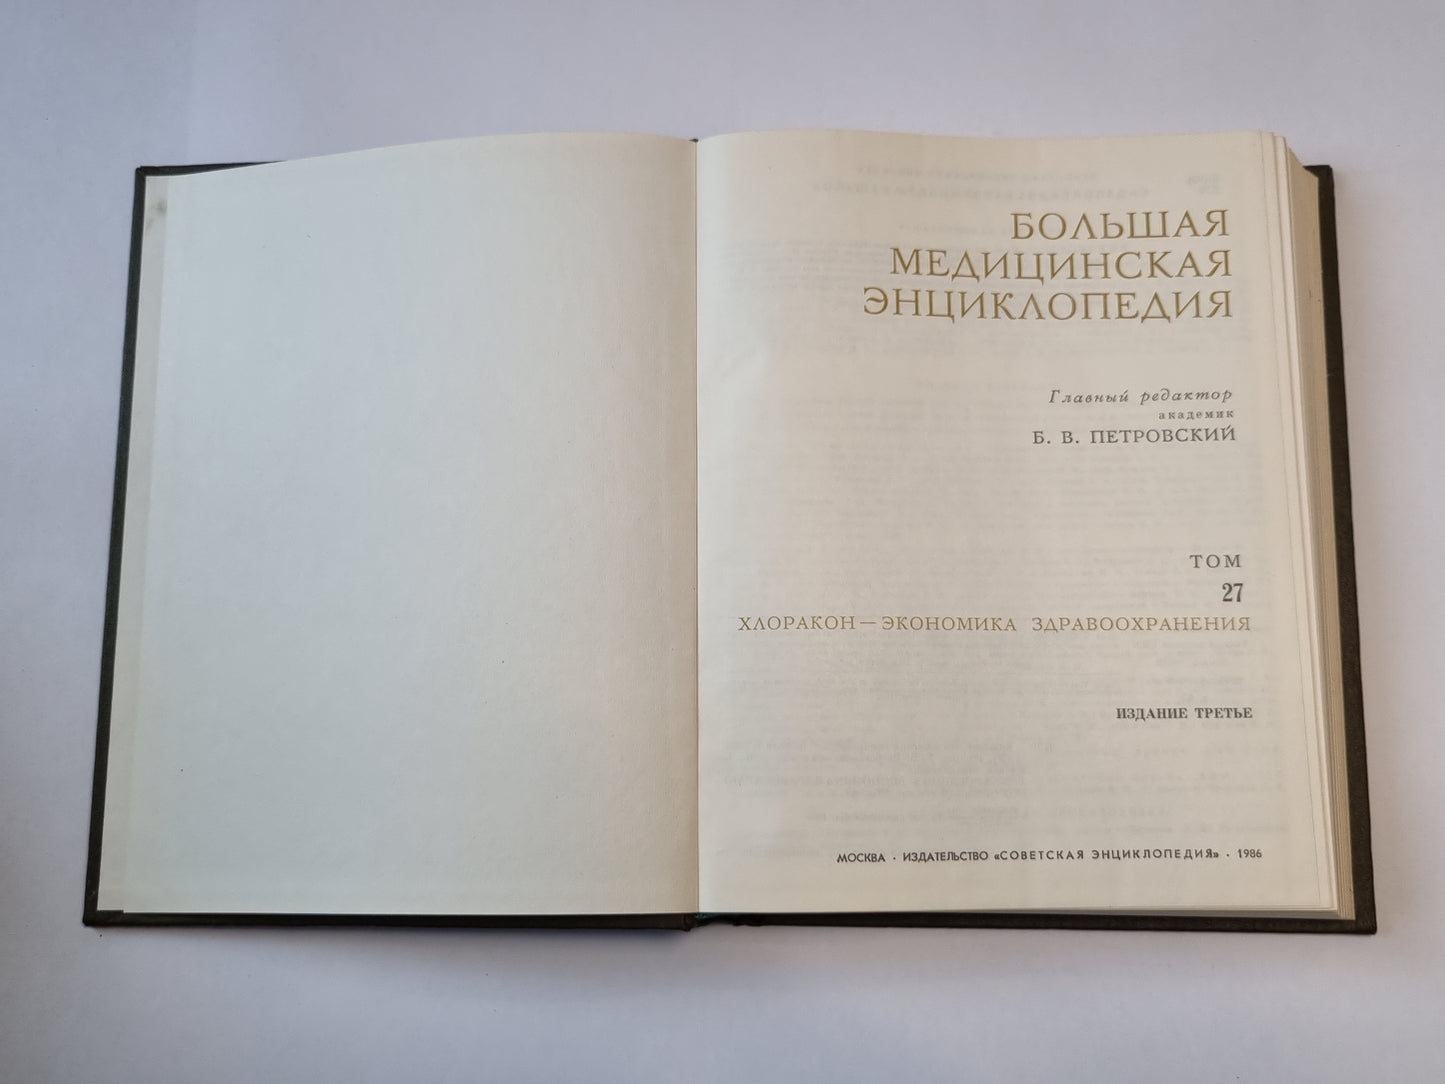 БОЛЬШАЯ
МЕДИЦИНСКАЯ
ЭНЦИКЛОПЕДИЯ
Главный редактор
академик
Б. В. ПЕТРОВСКИЙ
ТОМ
27
ХЛОРАКОН — ЭКОНОМИКА ЗДРАВООХРАНЕНИЯ
ИЗДАНИЕ ТРЕТЬЕ
МОСКВА · ИЗДАТЕЛЬСТВО «СОВЕТСКАЯ ЭНЦИКЛОПЕДИЯ» · 1986